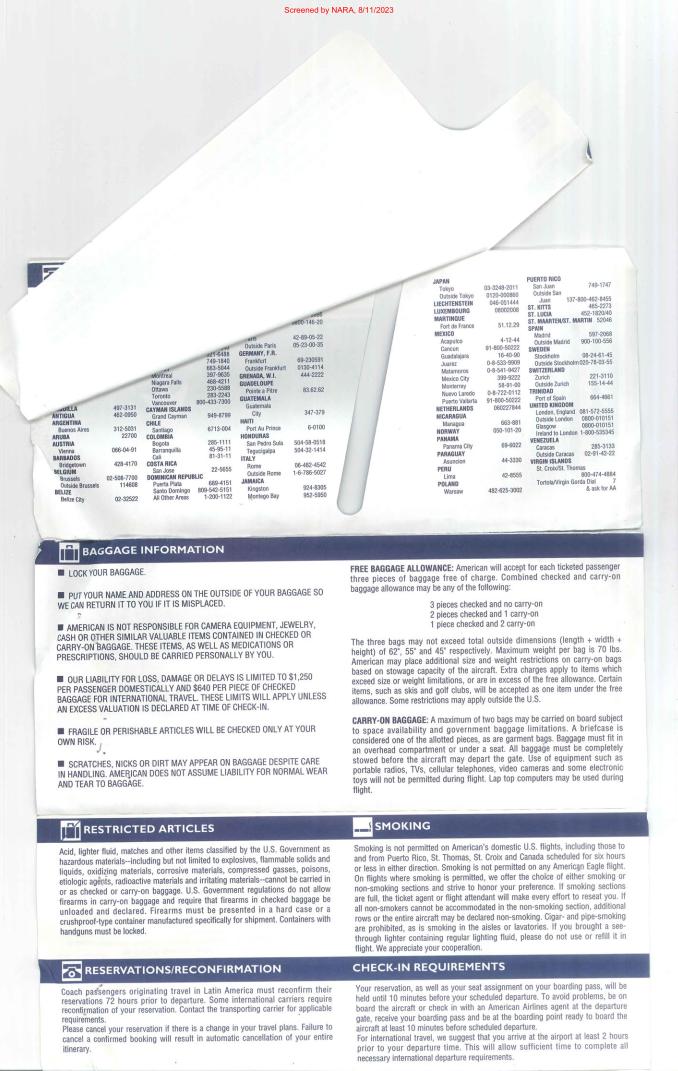 Screened by NARA, 8/11/2023
0800-146-20
42-89-05-22
Outside Paris 05-23-00-35
GERMANY, F.R.
Frankfurt 69-230591
Outside Frankfurt 0130-4114
GRENADA, W.I. 444-2222
GUADELOUPE
Pointe a Pitre 83.62.62
GUATEMALA
Guatemala
City 347-379
HAITI
Port Au Prince 6-0100
HONDURAS
San Pedro Sula 504-58-0518
Tegucigalpa 504-32-1414
ITALY
Rome 06-482-4542
Outside Rome 1-6-786-5027
JAMAICA
Kingston 924-8305
Montego Bay 952-5950
749-1840
683-5044
Montreal 397-9635
Niagara Falls 468-4211
Ottawa 230-5588
Toronto 283-2243
Vancouver 800-433-7300
CAYMAN ISLANDS
Grand Cayman 949-8799
CHILE
Santiago 6713-004
COLOMBIA
Bogota 285-1111
Barranquilla 45-95-11
Cali 81-31-11
COSTA RICA
San Jose 22-5655
DOMINICAN REPUBLIC
Puerta Plata 689-4151
Santo Domingo 809-542-5151
All Other Areas 1-200-1122
497-3131
ANTIGUA 462-0950
ARGENTINA
Buenos Aires 312-5031
ARUBA 22700
AUSTRIA
Vienna 066-04-91
BARBADOS
Bridgetown 428-4170
BELGIUM
Brussels 02-508-7700
Outside Brussels 114608
BELIZE
Belize City 02-32522
JAPAN
Tokyo 03-3248-2011
Outside Tokyo 0120-000860
LIECHTENSTEIN 046-051444
LUXEMBOURG 08002008
MARTINIQUE
Fort de France 51.12.29
MEXICO
Acapulco 4-12-44
Cancun 91-800-50222
Guadalajara 16-40-90
Juarez 0-8-533-9909
Matamoros 0-8-541-9427
Mexico City 399-9222
Monterrey 58-91-00
Nuevo Laredo 0-8-722-0112
Puerto Vallarta 91-800-50222
NETHERLANDS 060227844
NICARAGUA
Managua 663-881
NORWAY 050-101-20
PANAMA
Panama City 69-6022
PARAGUAY
Asuncion 44-3330
PERU
Lima 42-8555
POLAND
Warsaw 482-625-3002
PUERTO RICO
San Juan 749-1747
Outside San
Juan 137-800-462-8455
ST. KITTS 465-2273
ST. LUCIA 452-1820/40
ST. MAARTEN/ST. MARTIN 52046
SPAIN
Madrid 597-2068
Outside Madrid 900-100-556
SWEDEN
Stockholm 08-24-61-45
Outside Stockholm 020-78-03-55
SWITZERLAND
Zurich 221-3110
Outside Zurich 155-14-44
TRINIDAD
Port of Spain 664-4661
UNITED KINGDOM
London, England 081-572-5555
Outside London 0800-010151
Glasgow 0800-010151
Ireland to London 1-800-535345
VENEZUELA
Caracas 285-3133
Outside Caracas 02-91-42-22
VIRGIN ISLANDS
St. Croix/St. Thomas
800-474-4884
Tortola/Virgin Gorda Dial 7
& ask for AA
BAGGAGE INFORMATION
■ LOCK YOUR BAGGAGE.
■ PUT YOUR NAME AND ADDRESS ON THE OUTSIDE OF YOUR BAGGAGE SO
WE CAN RETURN IT TO YOU IF IT IS MISPLACED.
■ AMERICAN IS NOT RESPONSIBLE FOR CAMERA EQUIPMENT, JEWELRY,
CASH OR OTHER SIMILAR VALUABLE ITEMS CONTAINED IN CHECKED OR
CARRY-ON BAGGAGE. THESE ITEMS, AS WELL AS MEDICATIONS OR
PRESCRIPTIONS, SHOULD BE CARRIED PERSONALLY BY YOU.
■ OUR LIABILITY FOR LOSS, DAMAGE OR DELAYS IS LIMITED TO $1,250
PER PASSENGER DOMESTICALLY AND $640 PER PIECE OF CHECKED
BAGGAGE FOR INTERNATIONAL TRAVEL. THESE LIMITS WILL APPLY UNLESS
AN EXCESS VALUATION IS DECLARED AT TIME OF CHECK-IN.
■ FRAGILE OR PERISHABLE ARTICLES WILL BE CHECKED ONLY AT YOUR
OWN RISK.
■ SCRATCHES, NICKS OR DIRT MAY APPEAR ON BAGGAGE DESPITE CARE
IN HANDLING. AMERICAN DOES NOT ASSUME LIABILITY FOR NORMAL WEAR
AND TEAR TO BAGGAGE.
FREE BAGGAGE ALLOWANCE: American will accept for each ticketed passenger
three pieces of baggage free of charge. Combined checked and carry-on
baggage allowance may be any of the following:
3 pieces checked and no carry-on
2 pieces checked and 1 carry-on
1 piece checked and 2 carry-on
The three bags may not exceed total outside dimensions (length + width +
height) of 62", 55" and 45" respectively. Maximum weight per bag is 70 lbs.
American may place additional size and weight restrictions on carry-on bags
based on stowage capacity of the aircraft. Extra charges apply to items which
exceed size or weight limitations, or are in excess of the free allowance. Certain
items, such as skis and golf clubs, will be accepted as one item under the free
allowance. Some restrictions may apply outside the U.S.
CARRY-ON BAGGAGE: A maximum of two bags may be carried on board subject
to space availability and government baggage limitations. A briefcase is
considered one of the allotted pieces, as are garment bags. Baggage must fit in
an overhead compartment or under a seat. All baggage must be completely
stowed before the aircraft may depart the gate. Use of equipment such as
portable radios, TVs, cellular telephones, video cameras and some electronic
toys will not be permitted during flight. Lap top computers may be used during
flight.
RESTRICTED ARTICLES
Acid, lighter fluid, matches and other items classified by the U.S. Government as
hazardous materials--including but not limited to explosives, flammable solids and
liquids, oxidizing materials, corrosive materials, compressed gasses, poisons,
etiologic agents, radioactive materials and irritating materials--cannot be carried in
or as checked or carry-on baggage. U.S. Government regulations do not allow
firearms in carry-on baggage and require that firearms in checked baggage be
unloaded and declared. Firearms must be presented in a hard case or a
crushproof-type container manufactured specifically for shipment. Containers with
handguns must be locked.
SMOKING
Smoking is not permitted on American's domestic U.S. flights, including those to
and from Puerto Rico, St. Thomas, St. Croix and Canada scheduled for six hours
or less in either direction. Smoking is not permitted on any American Eagle flight.
On flights where smoking is permitted, we offer the choice of either smoking or
non-smoking sections and strive to honor your preference. If smoking sections
are full, the ticket agent or flight attendant will make every effort to reseat you. If
all non-smokers cannot be accommodated in the non-smoking section, additional
rows or the entire aircraft may be declared non-smoking. Cigar- and pipe-smoking
are prohibited, as is smoking in the aisles or lavatories. If you brought a see-
through lighter containing regular lighting fluid, please do not use or refill it in
flight. We appreciate your cooperation.
RESERVATIONS/RECONFIRMATION
Coach passengers originating travel in Latin America must reconfirm their
reservations 72 hours prior to departure. Some international carriers require
reconfirmation of your reservation. Contact the transporting carrier for applicable
requirements.
Please cancel your reservation if there is a change in your travel plans. Failure to
cancel a confirmed booking will result in automatic cancellation of your entire
itinerary.
CHECK-IN REQUIREMENTS
Your reservation, as well as your seat assignment on your boarding pass, will be
held until 10 minutes before your scheduled departure. To avoid problems, be on
board the aircraft or check in with an American Airlines agent at the departure
gate, receive your boarding pass and be at the boarding point ready to board the
aircraft at least 10 minutes before scheduled departure.
For international travel, we suggest that you arrive at the airport at least 2 hours
prior to your departure time. This will allow sufficient time to complete all
necessary international departure requirements.